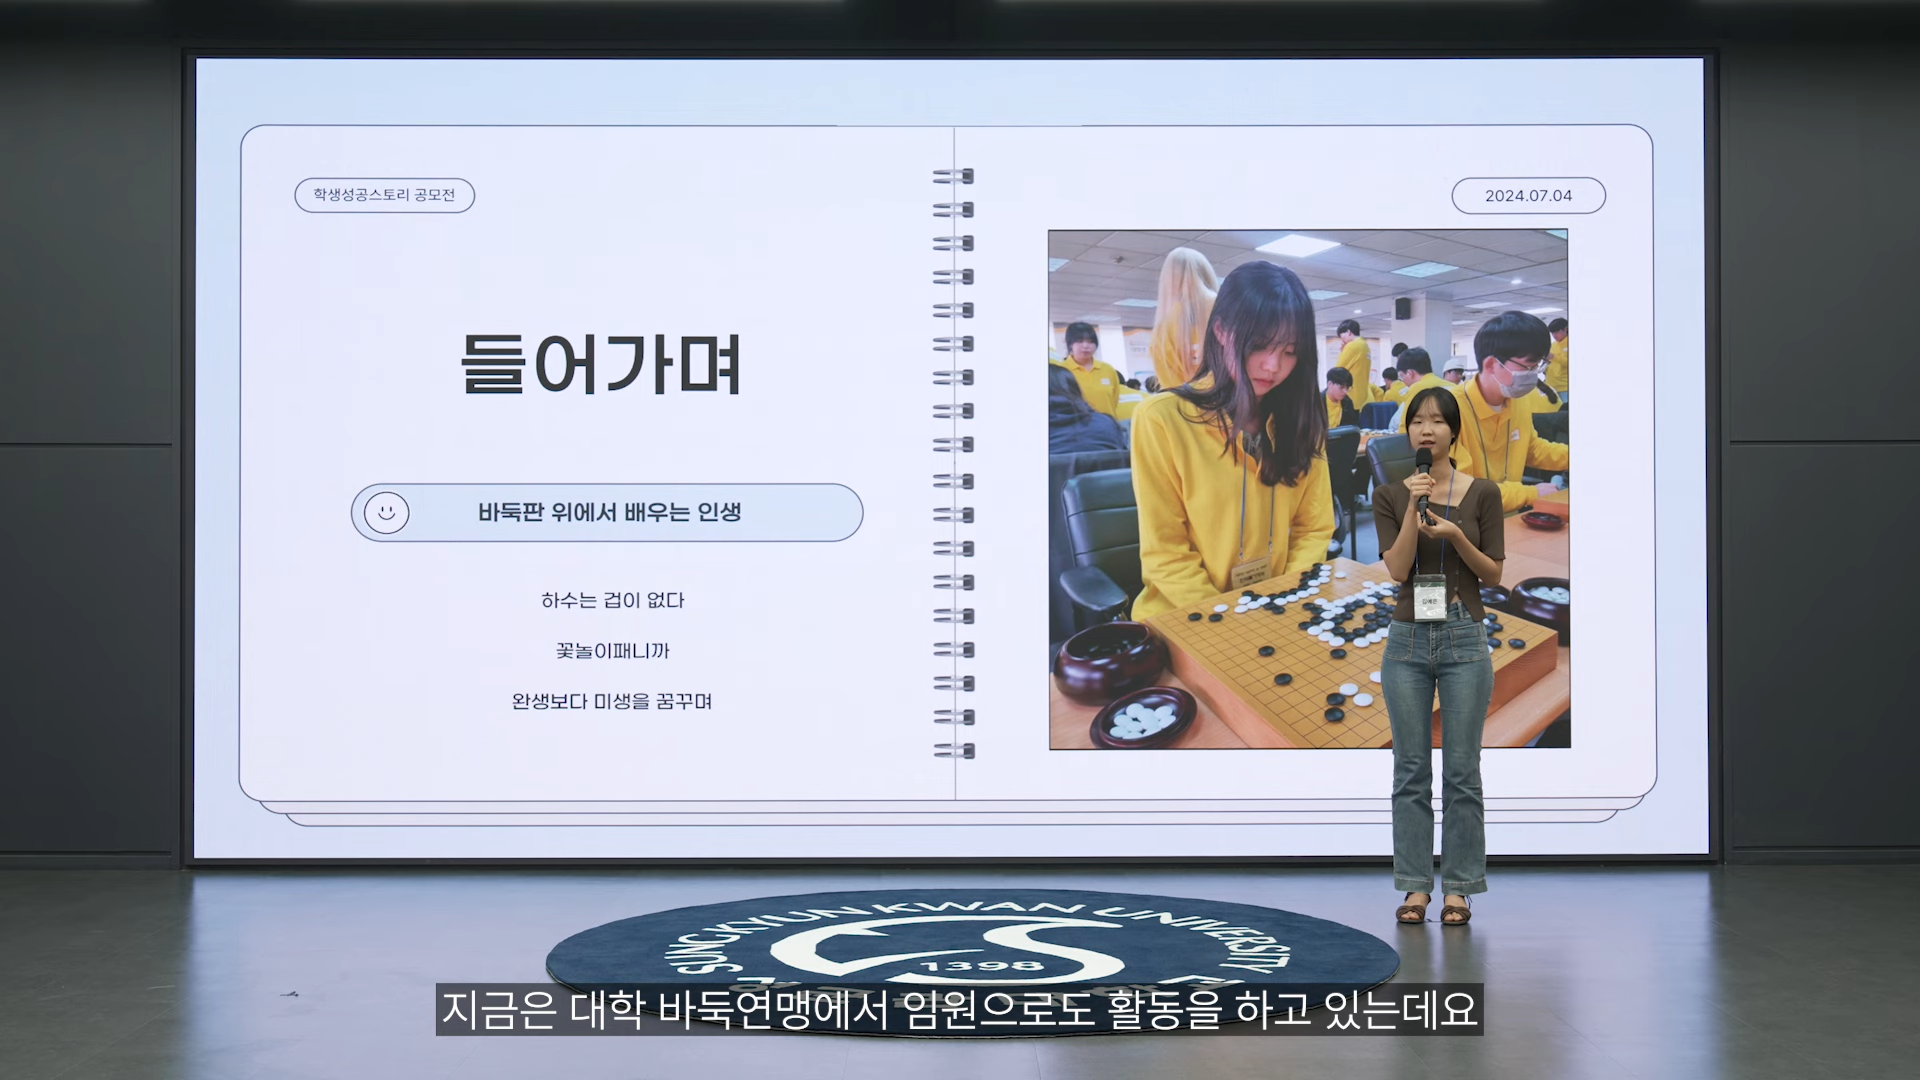 학생성공스토리 공모전
2024.07.04
들어가며
바둑판 위에서 배우는 인생
하수는 겁이 없다
꽃놀이패니까
완생보다 미생을 꿈꾸며
SUNGKYUNKWAN UNIVERSITY
1398
지금은 대학 바둑연맹에서 임원으로도 활동을 하고 있는데요